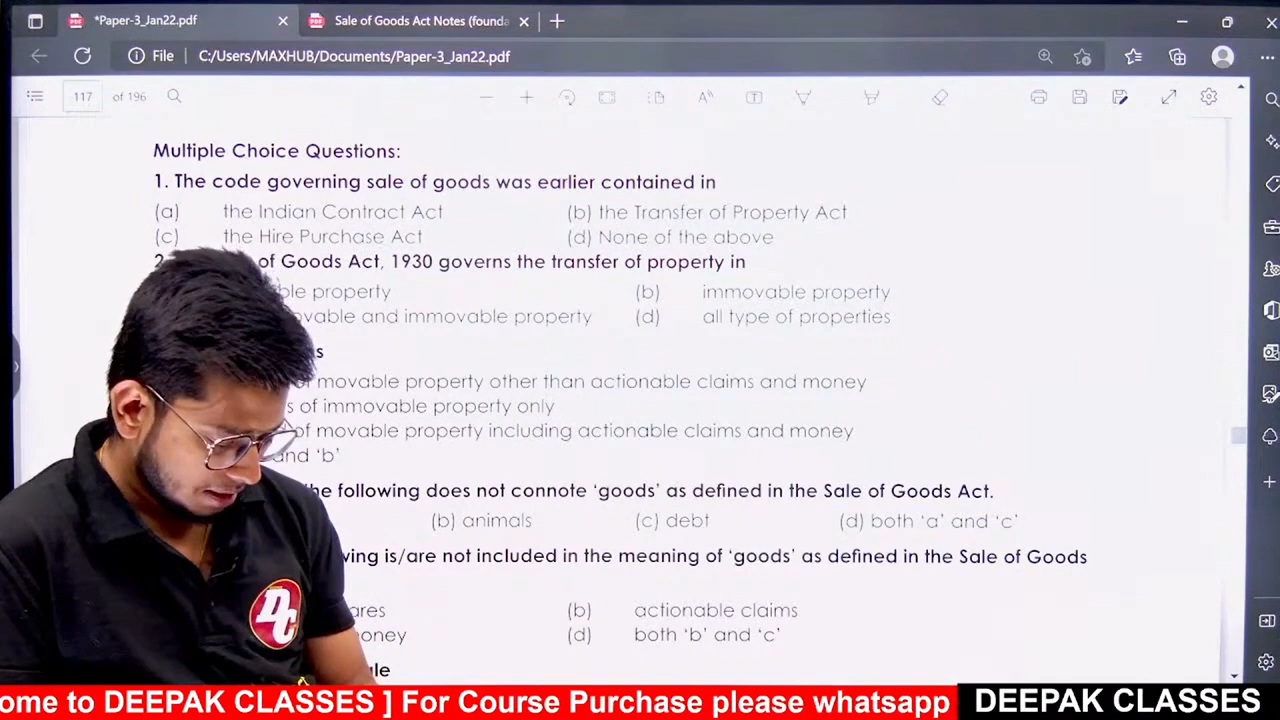 *Paper-3_Jan22.pdf
Sale of Goods Act Notes (founda
File C:/Users/MAXHUB/Documents/Paper-3_Jan22.pdf
117 of 196
Multiple Choice Questions:
1. The code governing sale of goods was earlier contained in
(a) the Indian Contract Act (b) the Transfer of Property Act
(c) the Hire Purchase Act (d) None of the above
2. of Goods Act, 1930 governs the transfer of property in
property (b) immovable property
and immovable property (d) all type of properties
of movable property other than actionable claims and money
of immovable property only
of movable property including actionable claims and money
and 'b'
the following does not connote 'goods' as defined in the Sale of Goods Act.
(b) animals (c) debt (d) both 'a' and 'c'
is/are not included in the meaning of 'goods' as defined in the Sale of Goods
(b) actionable claims
(d) both 'b' and 'c'
DC
ome to DEEPAK CLASSES ] For Course Purchase please whatsapp DEEPAK CLASSES